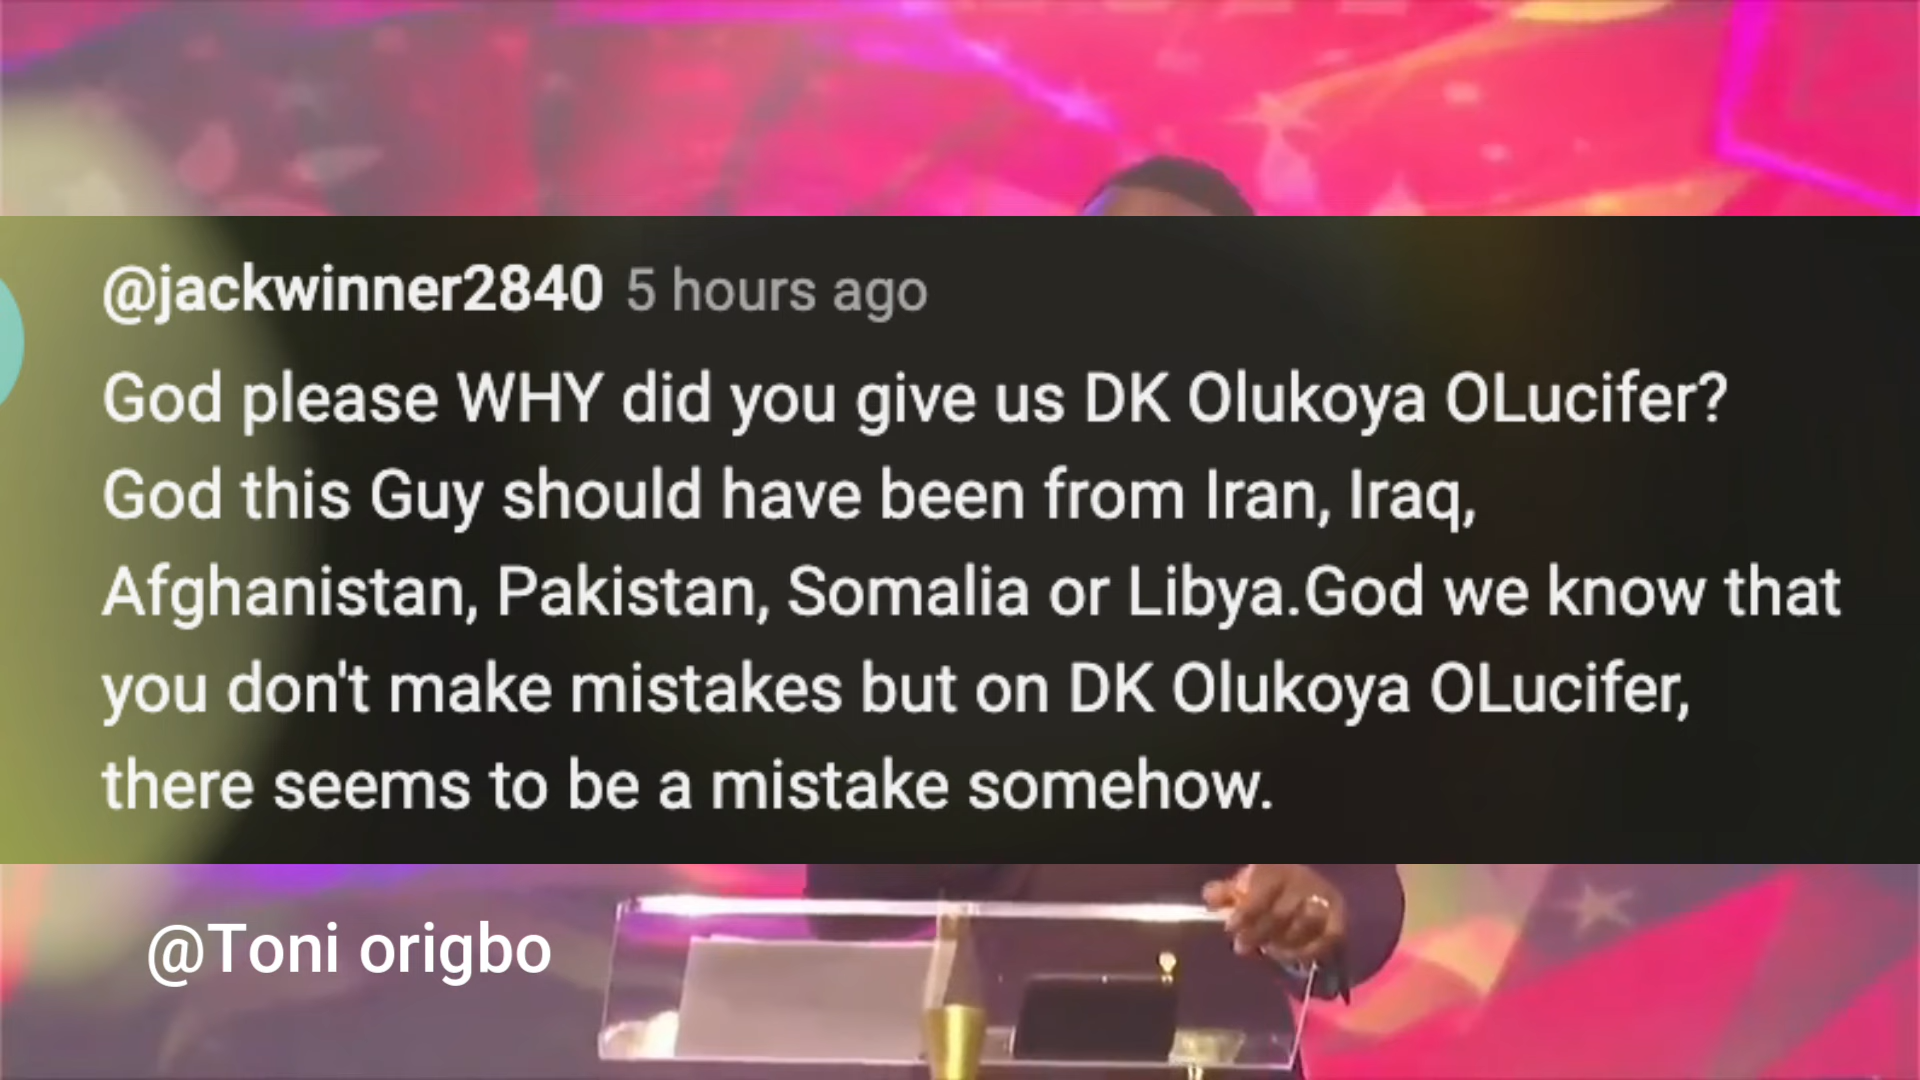 @jackwinner2840 5 hours ago
God please WHY did you give us DK Olukoya OLucifer?
God this Guy should have been from Iran, Iraq,
Afghanistan, Pakistan, Somalia or Libya.God we know that
you don't make mistakes but on DK Olukoya OLucifer,
there seems to be a mistake somehow.
@Toni origbo